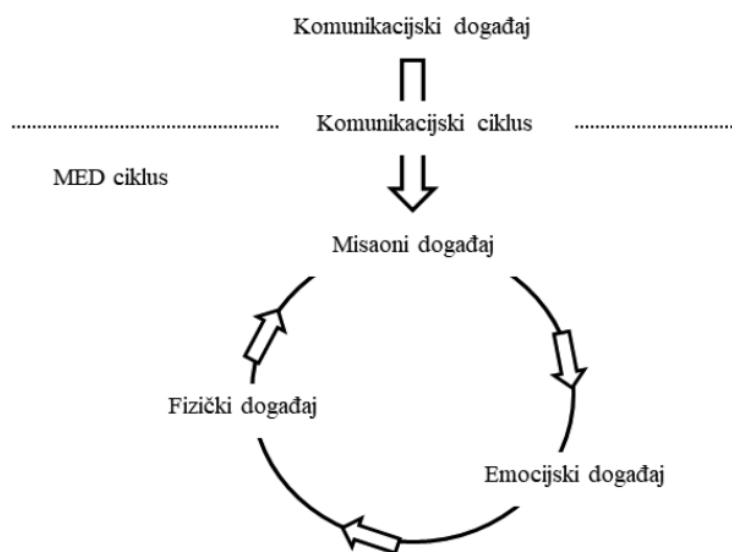 Komunikacijski događaj
Komunikacijski ciklus
MED ciklus
Misaoni događaj
Fizički događaj
Emocijski događaj